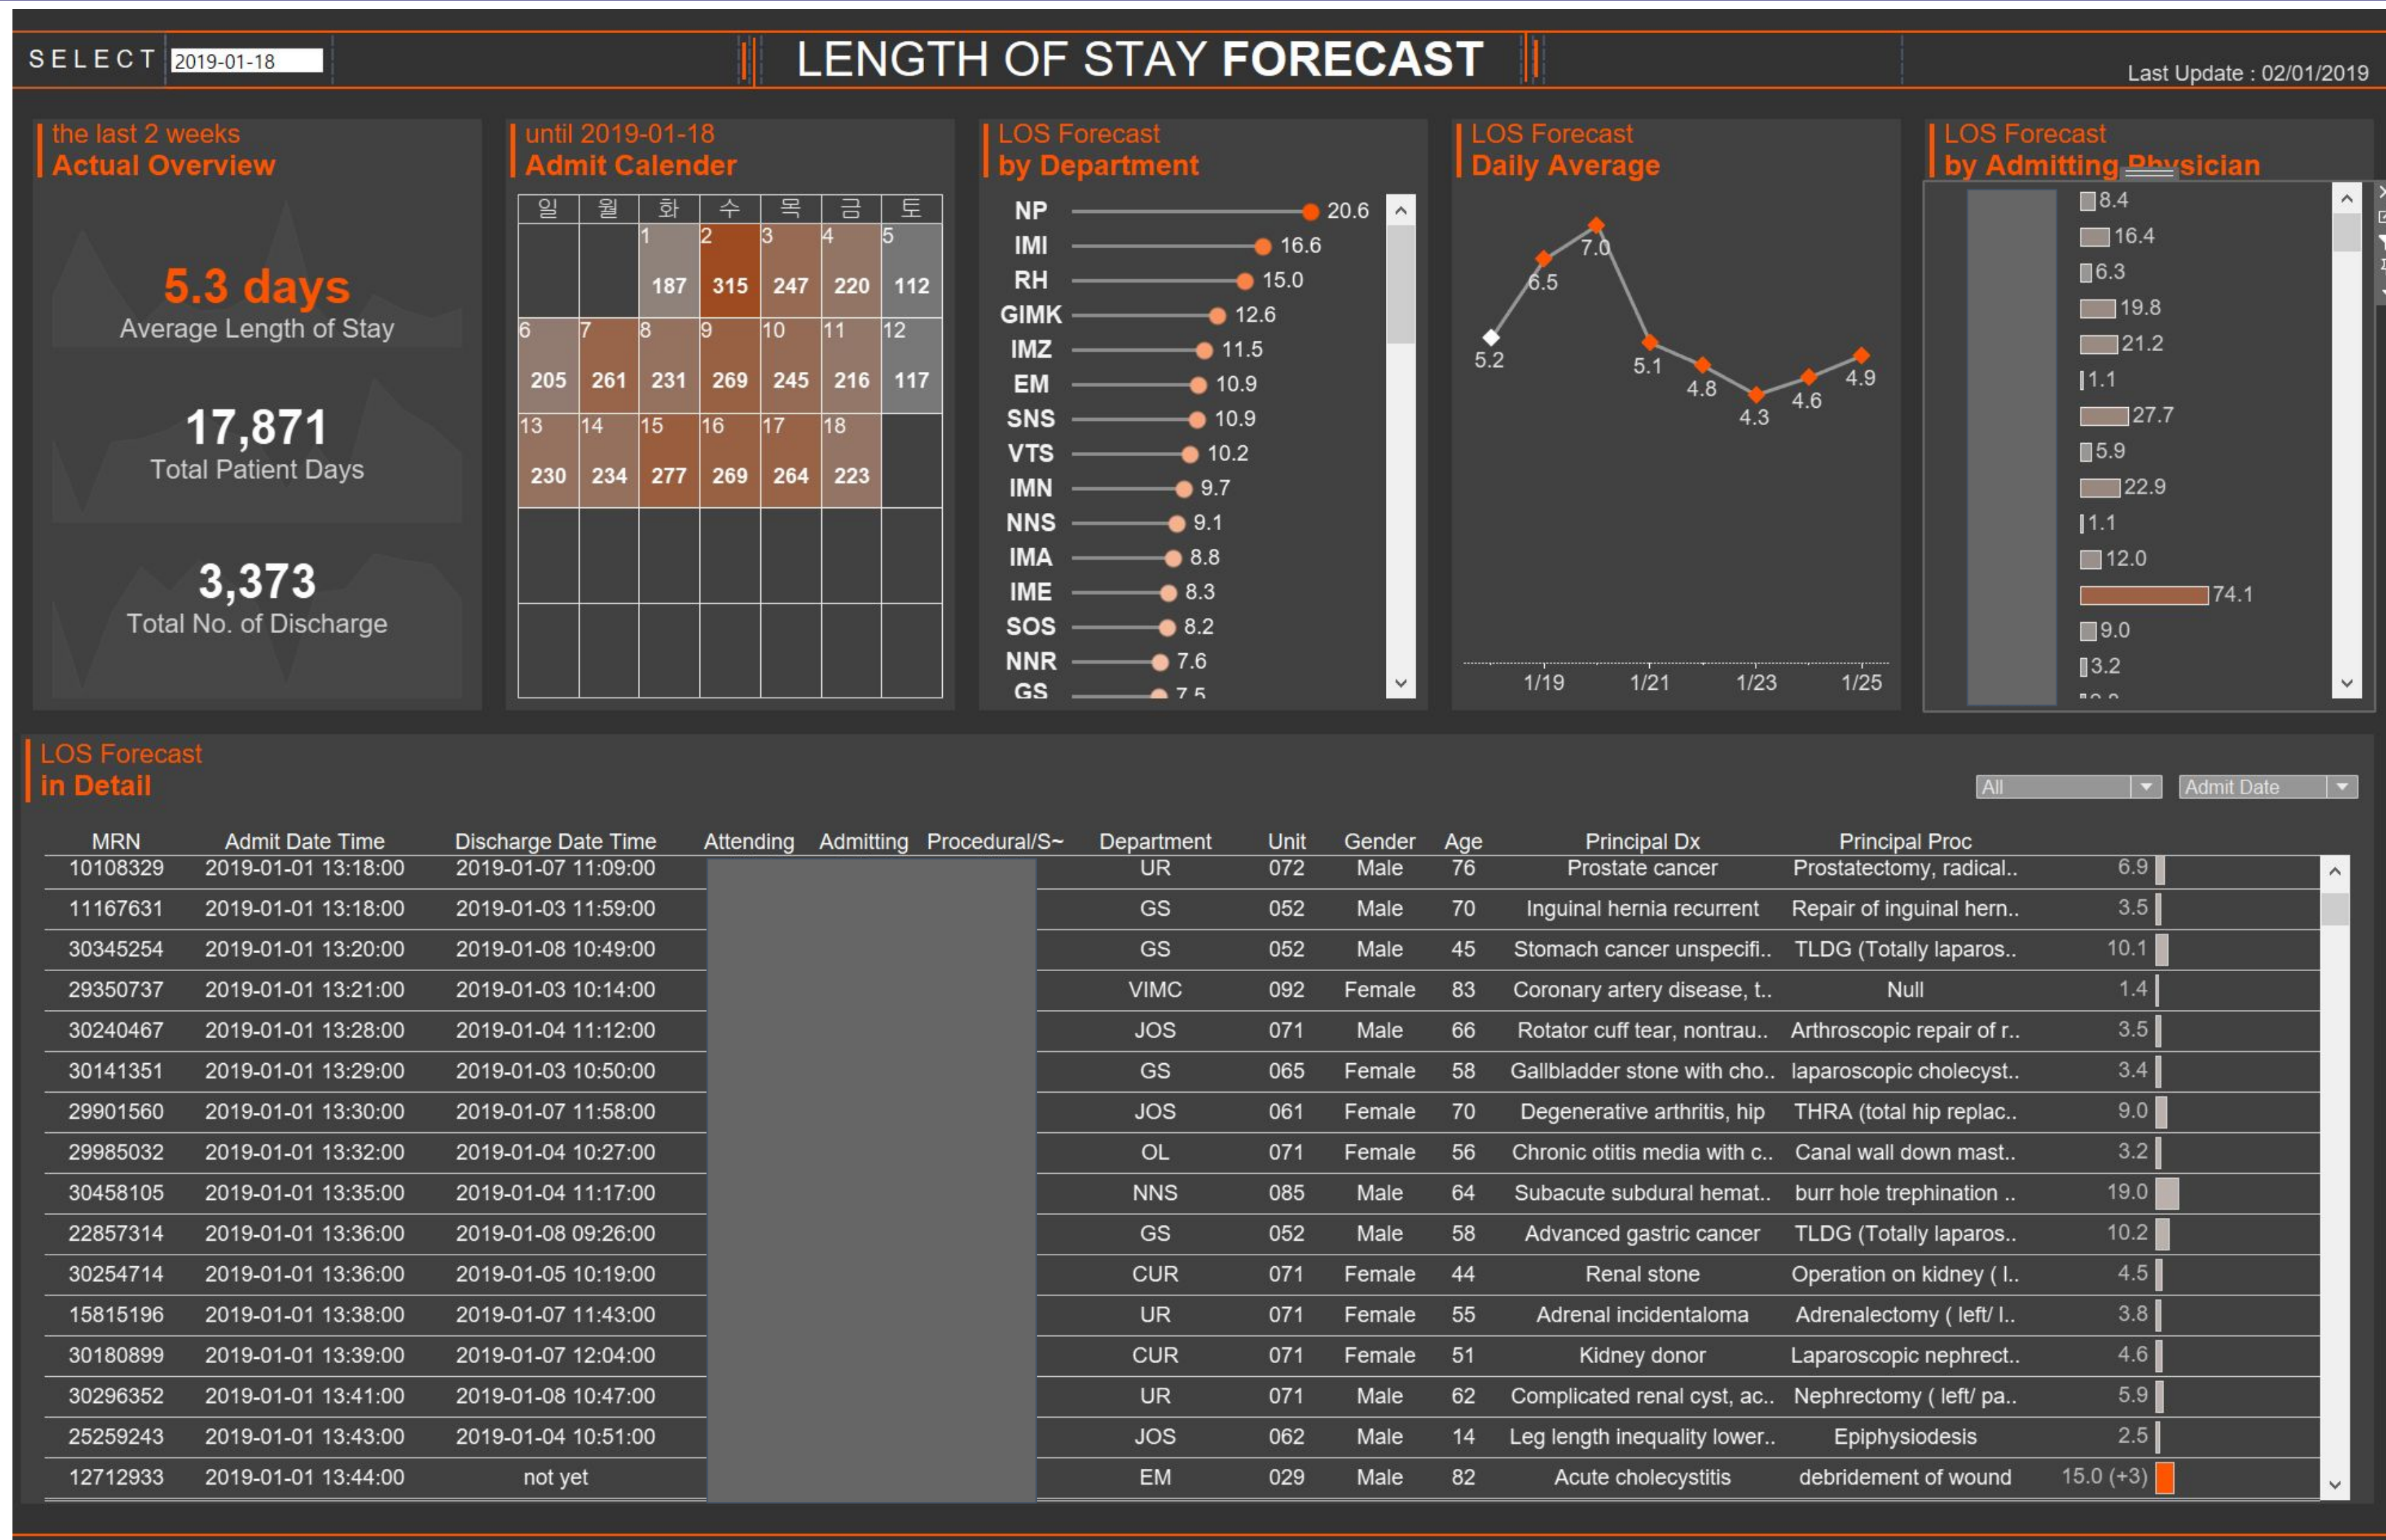 SELECT 2019-01-18
LENGTH OF STAY FORECAST
Last Update : 02/01/2019
the last 2 weeks
Actual Overview
5.3 days
Average Length of Stay
17,871
Total Patient Days
3,373
Total No. of Discharge
until 2019-01-18
Admit Calender
일 월 화 수 목 금 토
1 2 3 4 5
187 315 247 220 112
6 7 8 9 10 11 12
205 261 231 269 245 216 117
13 14 15 16 17 18
230 234 277 269 264 223
LOS Forecast
by Department
NP 20.6
IMI 16.6
RH 15.0
GIMK 12.6
IMZ 11.5
EM 10.9
SNS 10.9
VTS 10.2
IMN 9.7
NNS 9.1
IMA 8.8
IME 8.3
SOS 8.2
NNR 7.6
GS 7.5
LOS Forecast
Daily Average
7.0
6.5
5.2
5.1
4.8
4.3
4.6
4.9
1/19 1/21 1/23 1/25
LOS Forecast
by Admitting Physician
8.4
16.4
6.3
19.8
21.2
1.1
27.7
5.9
22.9
1.1
12.0
74.1
9.0
3.2
LOS Forecast
in Detail
All Admit Date
MRN Admit Date Time Discharge Date Time Attending Admitting Procedural/S~ Department Unit Gender Age Principal Dx Principal Proc
10108329 2019-01-01 13:18:00 2019-01-07 11:09:00 UR 072 Male 76 Prostate cancer Prostatectomy, radical.. 6.9
11167631 2019-01-01 13:18:00 2019-01-03 11:59:00 GS 052 Male 70 Inguinal hernia recurrent Repair of inguinal hern.. 3.5
30345254 2019-01-01 13:20:00 2019-01-08 10:49:00 GS 052 Male 45 Stomach cancer unspecifi.. TLDG (Totally laparos.. 10.1
29350737 2019-01-01 13:21:00 2019-01-03 10:14:00 VIMC 092 Female 83 Coronary artery disease, t.. Null 1.4
30240467 2019-01-01 13:28:00 2019-01-04 11:12:00 JOS 071 Male 66 Rotator cuff tear, nontrau.. Arthroscopic repair of r.. 3.5
30141351 2019-01-01 13:29:00 2019-01-03 10:50:00 GS 065 Female 58 Gallbladder stone with cho.. laparoscopic cholecyst.. 3.4
29901560 2019-01-01 13:30:00 2019-01-07 11:58:00 JOS 061 Female 70 Degenerative arthritis, hip THRA (total hip replac.. 9.0
29985032 2019-01-01 13:32:00 2019-01-04 10:27:00 OL 071 Female 56 Chronic otitis media with c.. Canal wall down mast.. 3.2
30458105 2019-01-01 13:35:00 2019-01-04 11:17:00 NNS 085 Male 64 Subacute subdural hemat.. burr hole trephination .. 19.0
22857314 2019-01-01 13:36:00 2019-01-08 09:26:00 GS 052 Male 58 Advanced gastric cancer TLDG (Totally laparos.. 10.2
30254714 2019-01-01 13:36:00 2019-01-05 10:19:00 CUR 071 Female 44 Renal stone Operation on kidney ( l.. 4.5
15815196 2019-01-01 13:38:00 2019-01-07 11:43:00 UR 071 Female 55 Adrenal incidentaloma Adrenalectomy ( left/ l.. 3.8
30180899 2019-01-01 13:39:00 2019-01-07 12:04:00 CUR 071 Female 51 Kidney donor Laparoscopic nephrect.. 4.6
30296352 2019-01-01 13:41:00 2019-01-08 10:47:00 UR 071 Male 62 Complicated renal cyst, ac.. Nephrectomy ( left/ pa.. 5.9
25259243 2019-01-01 13:43:00 2019-01-04 10:51:00 JOS 062 Male 14 Leg length inequality lower.. Epiphysiodesis 2.5
12712933 2019-01-01 13:44:00 not yet EM 029 Male 82 Acute cholecystitis debridement of wound 15.0 (+3)